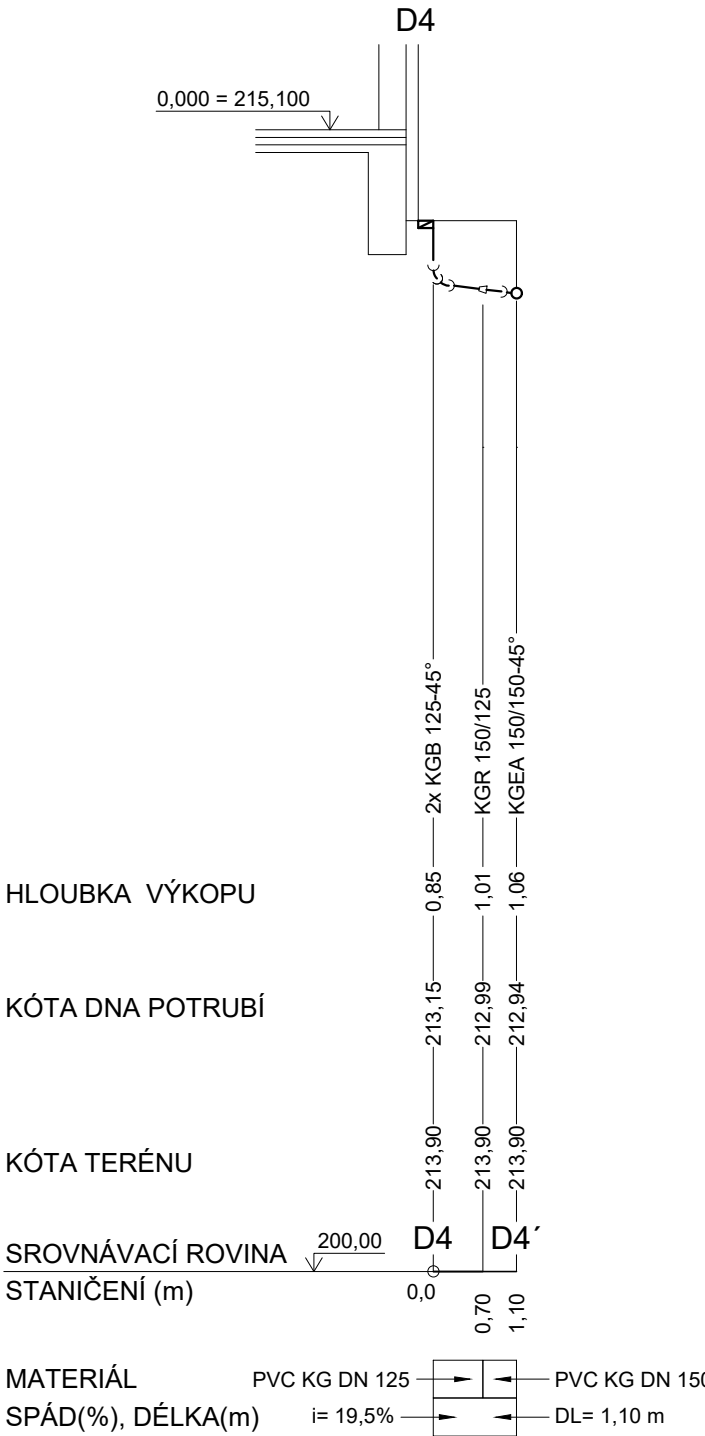 D4
0,000 = 215,100
2x KGB 125-45°
KGR 150/125
KGEA 150/150-45°
HLOUBKA VÝKOPU
0,85
1,01
1,06
KÓTA DNA POTRUBÍ
213,15
212,99
212,94
KÓTA TERÉNU
213,90
213,90
213,90
SROVNÁVACÍ ROVINA
200,00
D4
D4´
STANIČENÍ (m)
0,0
0,70
1,10
MATERIÁL
PVC KG DN 125
PVC KG DN 150
SPÁD(%), DÉLKA(m)
i= 19,5%
DL= 1,10 m